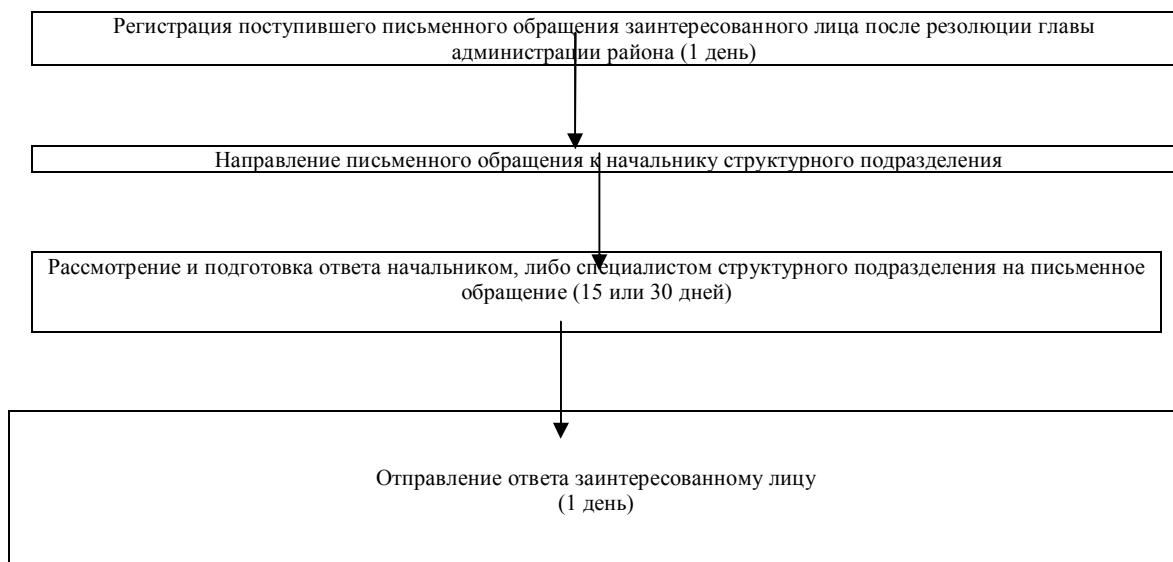 Регистрация поступившего письменного обращения заинтересованного лица после резолюции главы
администрации района (1 день)
Направление письменного обращения к начальнику структурного подразделения
Рассмотрение и подготовка ответа начальником, либо специалистом структурного подразделения на письменное
обращение (15 или 30 дней)
Отправление ответа заинтересованному лицу
(1 день)